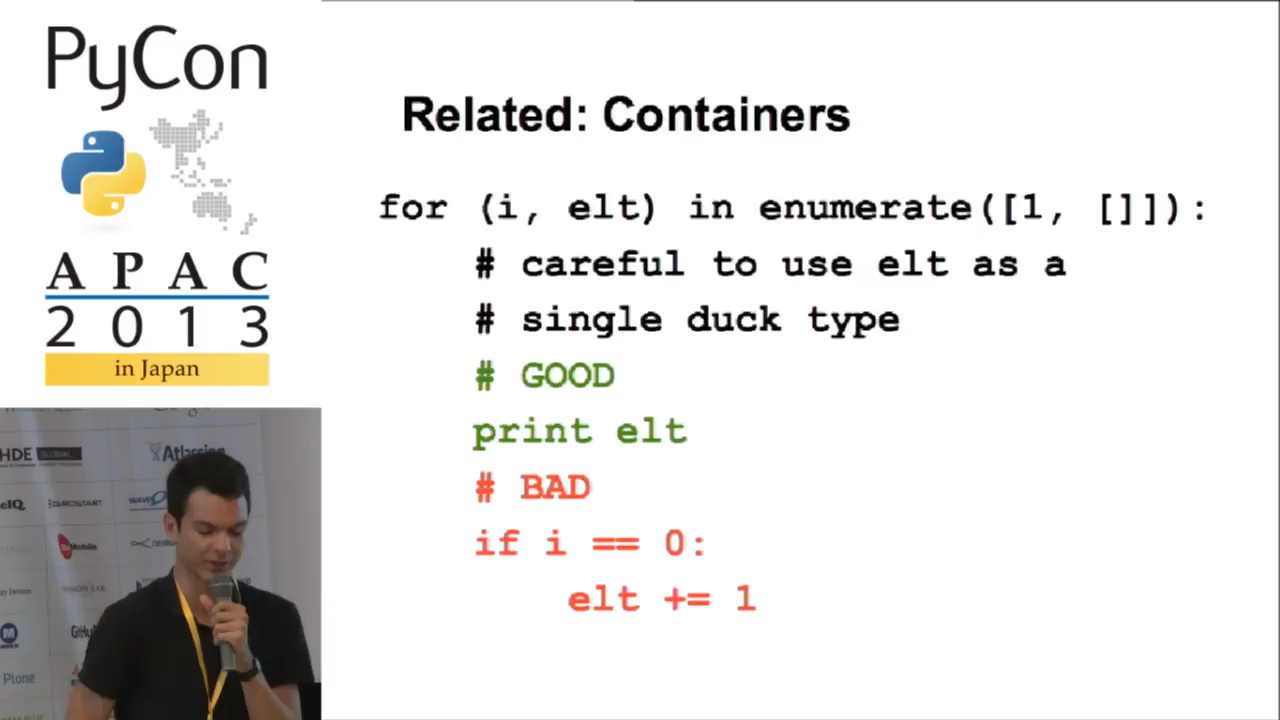 PyCon
APAC
2013
in Japan
Related: Containers
for (i, elt) in enumerate([1, []]):
# careful to use elt as a
# single duck type
# GOOD
print elt
# BAD
if i == 0:
elt += 1
HDE
Atlassian
ZEROSTART
GitHub
Plone